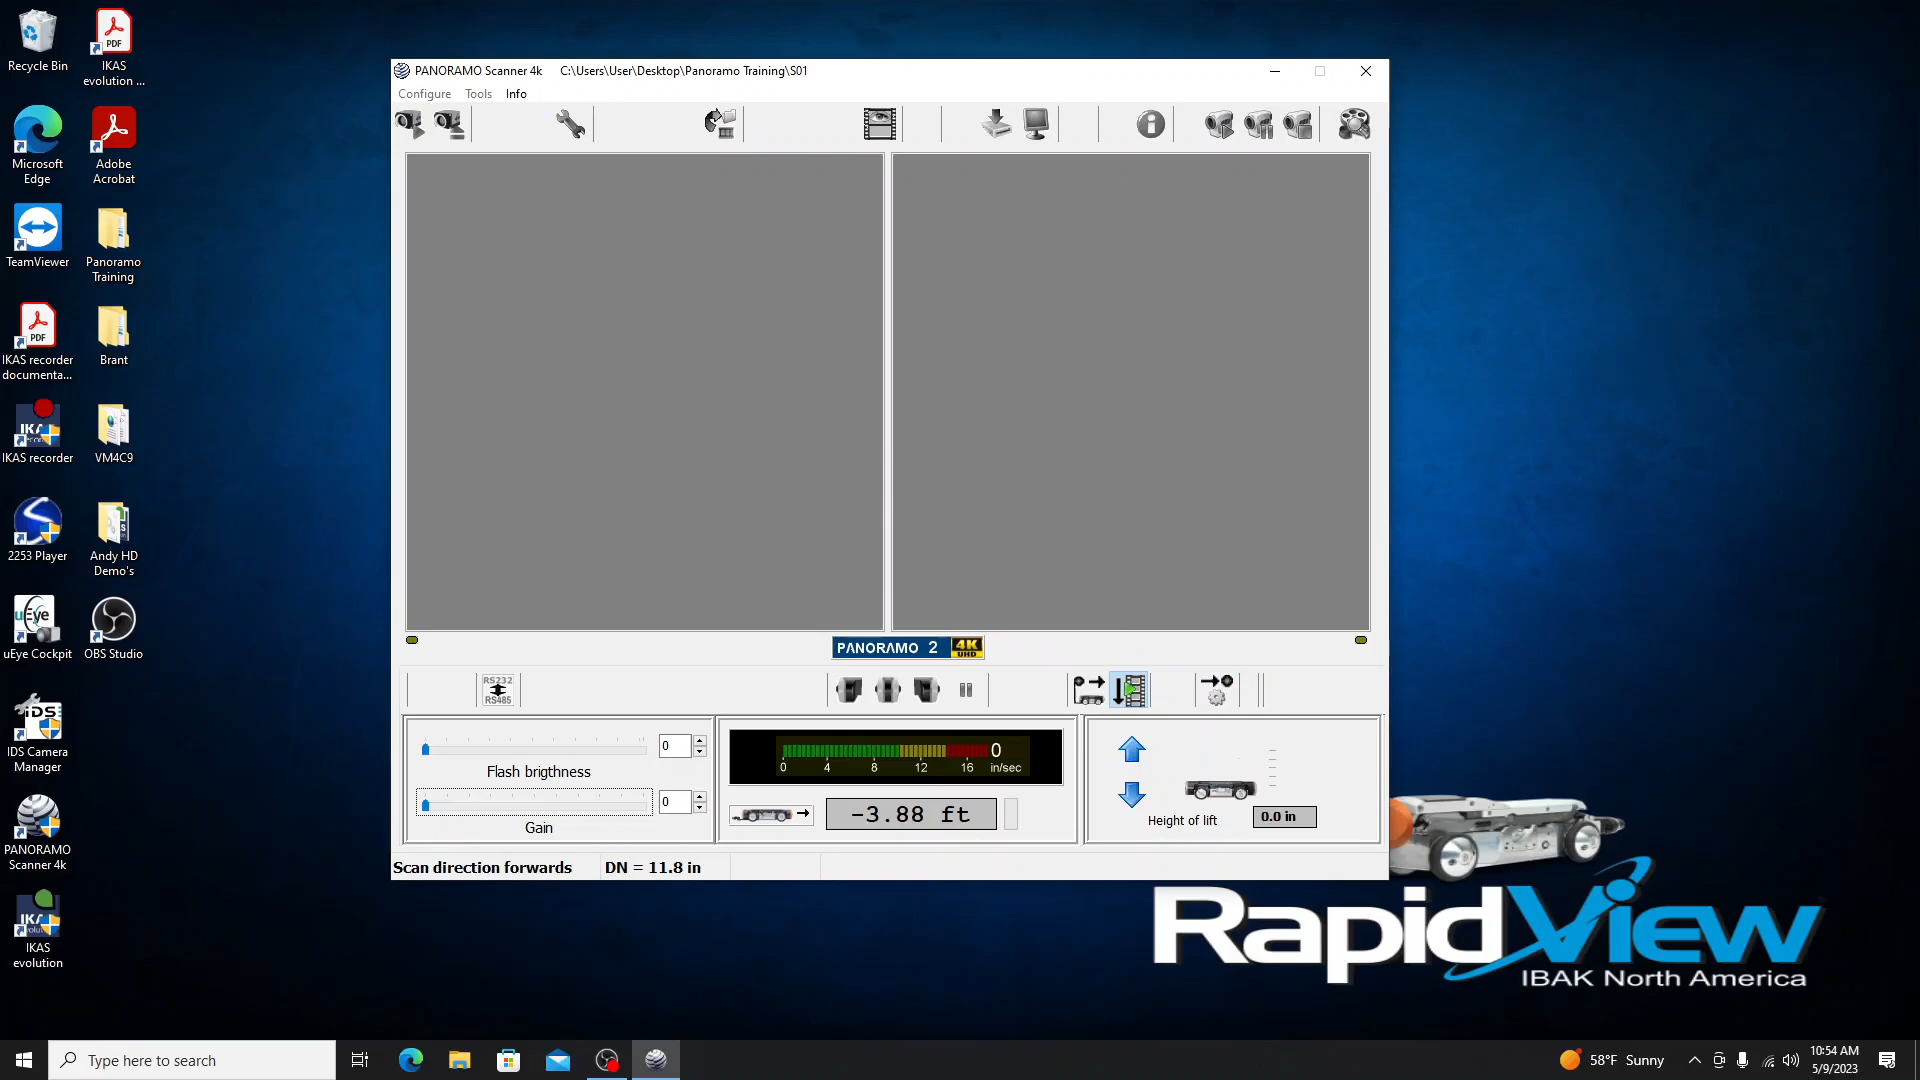 Recycle Bin
IKAS
evolution ...
Microsoft
Edge
Adobe
Acrobat
TeamViewer
Panoramo
Training
IKAS recorder
documenta...
Brant
IKAS recorder
VM4C9
2253 Player
Andy HD
Demo's
uEye Cockpit
OBS Studio
IDS Camera
Manager
PANORAMO
Scanner 4k
IKAS
evolution
PANORAMO Scanner 4k C:\Users\User\Desktop\Panoramo Training\S01
Configure Tools Info
PANORAMO 2 4K UHD
RS232
RS485
0
Flash brigthness
0
Gain
0
0 4 8 12 16 in/sec
-3.88 ft
Height of lift
0.0 in
Scan direction forwards DN = 11.8 in
RapidView
IBAK North America
Type here to search
58°F Sunny
10:54 AM
5/9/2023